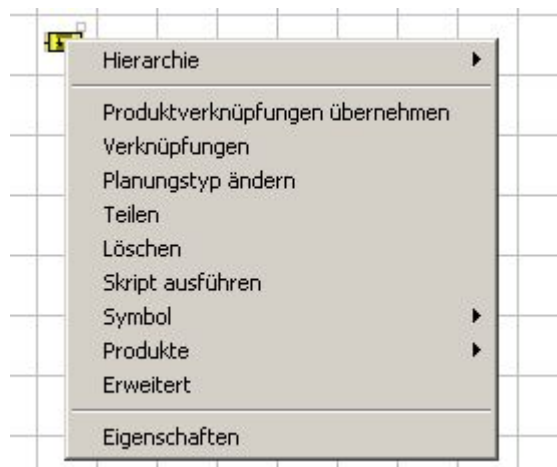 Hierarchie
Produktverknüpfungen übernehmen
Verknüpfungen
Planungstyp ändern
Teilen
Löschen
Skript ausführen
Symbol
Produkte
Erweitert
Eigenschaften